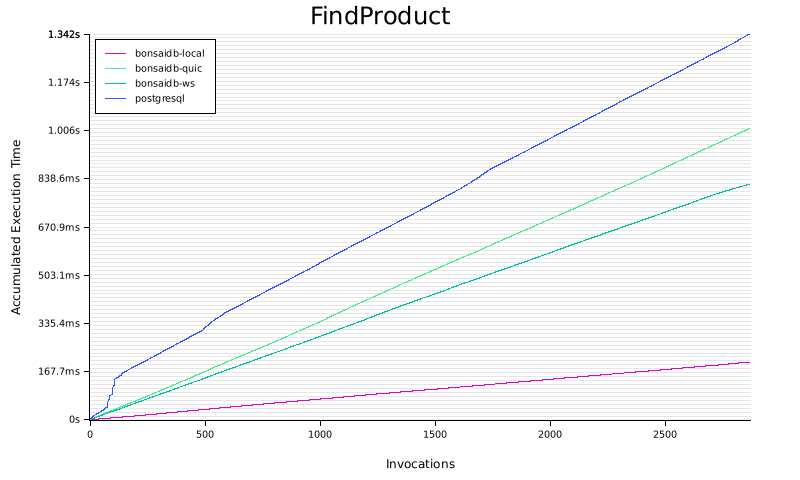 FindProduct
1.342s
1.174s
1.006s
838.6ms
670.9ms
503.1ms
335.4ms
167.7ms
0s
Accumulated Execution Time
bonsaidb-local
bonsaidb-quic
bonsaidb-ws
postgresql
0 500 1000 1500 2000 2500
Invocations